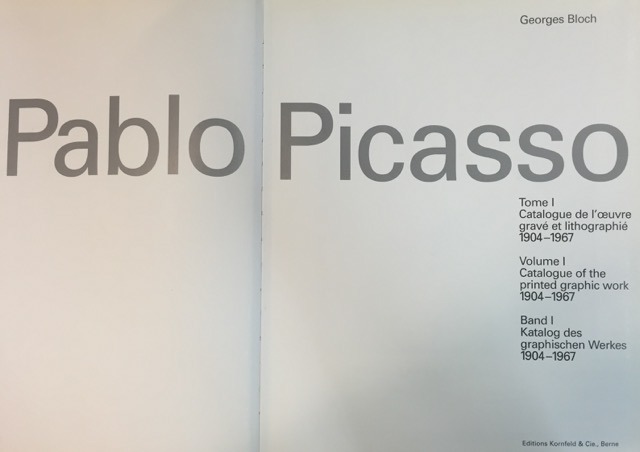 Georges Bloch
Pablo Picasso
Tome I
Catalogue de l'œuvre
gravé et lithographié
1904–1967
Volume I
Catalogue of the
printed graphic work
1904–1967
Band I
Katalog des
graphischen Werkes
1904–1967
Editions Kornfeld & Cie., Berne